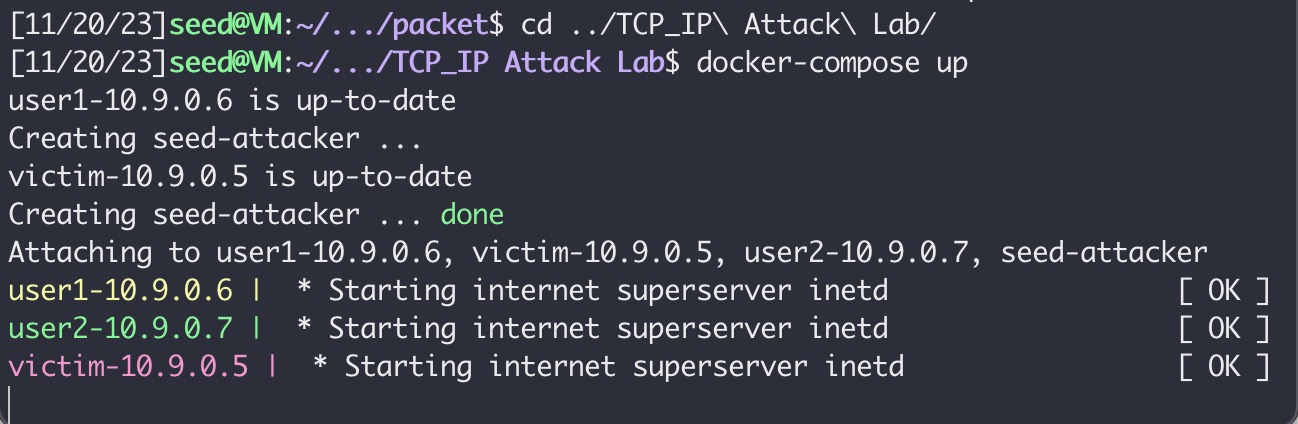 [11/20/23]seed@VM:~/.../packet$ cd ../TCP_IP\ Attack\ Lab/
[11/20/23]seed@VM:~/.../TCP_IP Attack Lab$ docker-compose up
user1-10.9.0.6 is up-to-date
Creating seed-attacker ...
victim-10.9.0.5 is up-to-date
Creating seed-attacker ... done
Attaching to user1-10.9.0.6, victim-10.9.0.5, user2-10.9.0.7, seed-attacker
user1-10.9.0.6 |  * Starting internet superserver inetd                  [ OK ]
user2-10.9.0.7 |  * Starting internet superserver inetd                  [ OK ]
victim-10.9.0.5 |  * Starting internet superserver inetd                 [ OK ]